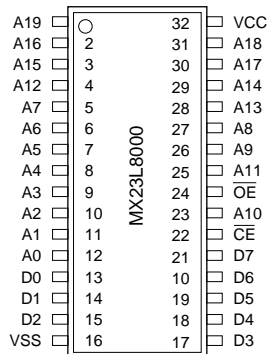 A19 32 VCC
A16 2 31 A18
A15 3 30 A17
A12 4 29 A14
A7 5 28 A13
A6 6 27 A8
A5 7 26 A9
A4 8 25 A11
A3 9 24 OE
A2 10 23 A10
A1 11 22 CE
A0 12 21 D7
D0 13 10 D6
D1 14 19 D5
D2 15 18 D4
VSS 16 17 D3
MX23L8000